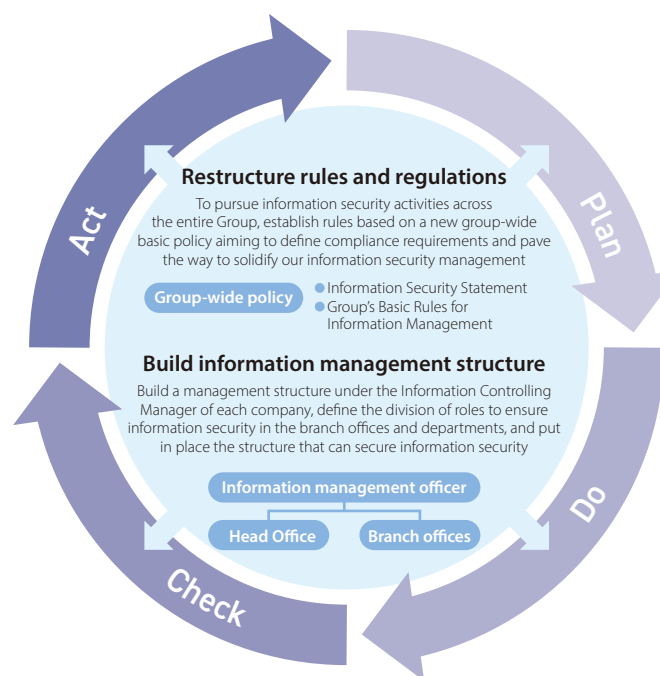 Act
Plan
Restructure rules and regulations
To pursue information security activities across
the entire Group, establish rules based on a new group-wide
basic policy aiming to define compliance requirements and pave
the way to solidify our information security management
Group-wide policy
● Information Security Statement
● Group’s Basic Rules for
Information Management
Build information management structure
Build a management structure under the Information Controlling
Manager of each company, define the division of roles to ensure
information security in the branch offices and departments, and put
in place the structure that can secure information security
Information management officer
Head Office
Branch offices
Check
Do